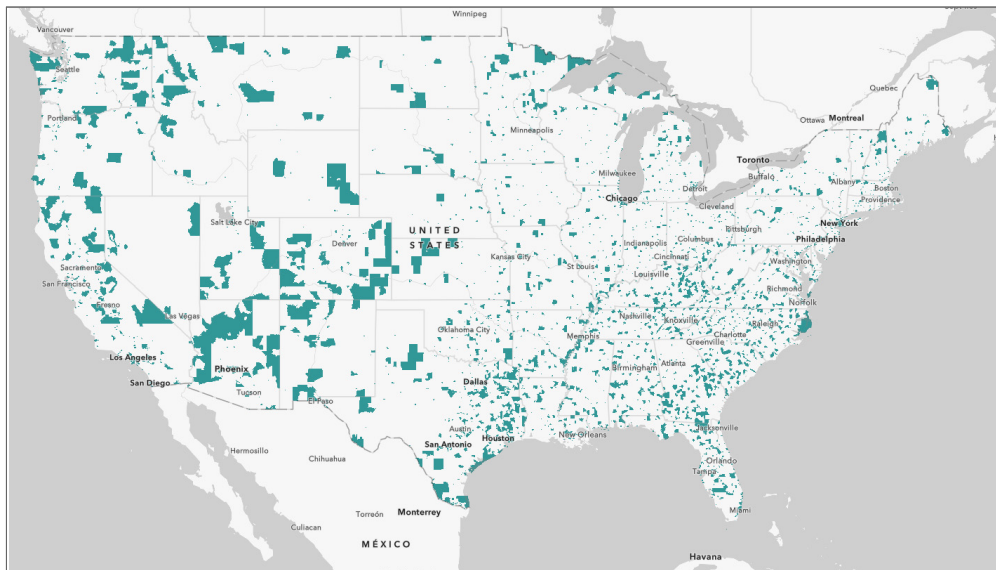 Winnipeg
Vancouver
Seattle
Quebec
Ottawa
Montreal
Portland
Minneapolis
Toronto
Buffalo
Albany
Boston
Providence
Milwaukee
Detroit
Chicago
Cleveland
New York
Salt Lake City
Denver
UNITED
STATES
Pittsburgh
Philadelphia
Indianapolis
Columbus
Kansas City
Cincinnati
Washington
Sacramento
St Louis
Louisville
San Francisco
Richmond
Fresno
Norfolk
Las Vegas
Nashville
Knoxville
Raleigh
Oklahoma City
Memphis
Charlotte
Greenville
Los Angeles
Phoenix
Birmingham
Atlanta
San Diego
Tucson
Dallas
El Paso
Austin
Jacksonville
Houston
New Orleans
San Antonio
Hermosillo
Chihuahua
Orlando
Tampa
Torreón
Monterrey
Miami
Culiacan
MÉXICO
Havana